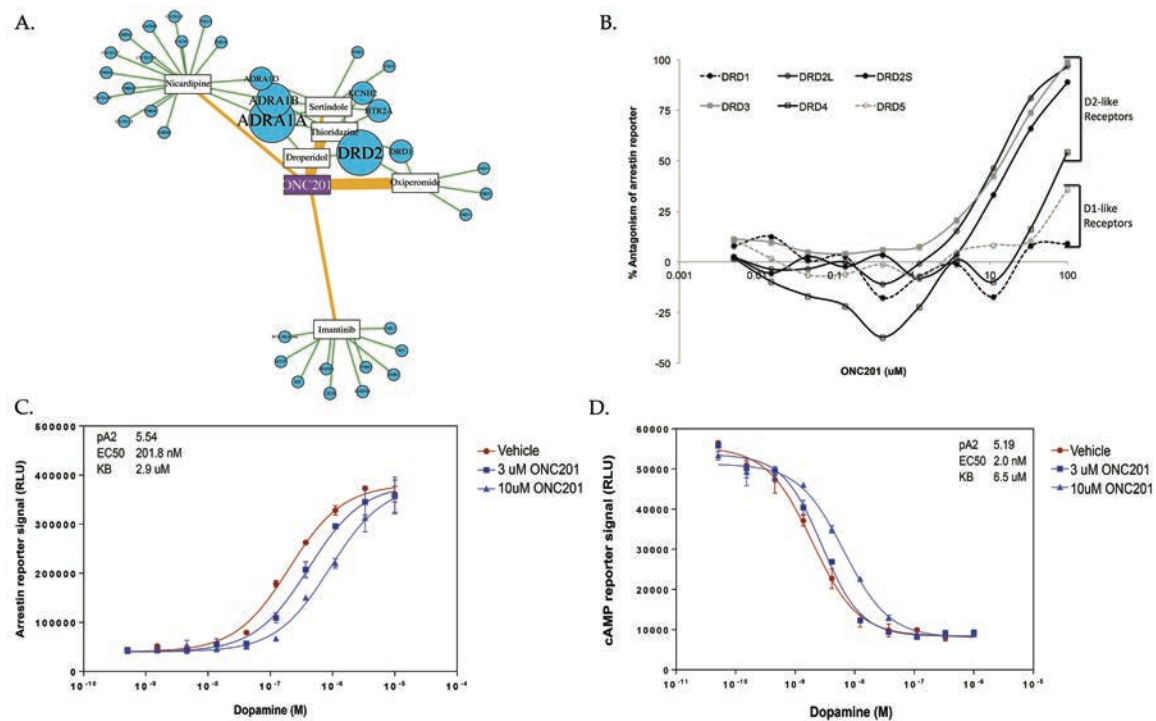 A.
Nicardipine
ADRA1D
ADRA1B
ADRA1A
Sertindole
KCNH2
HTR2A
Thioridazine
Droperidol
DRD2
DRD1
ONC201
Oxiperomide
Imantinib
B.
% Antagonism of arrestin reporter
100
75
50
25
0
-25
-50
DRD1 DRD2L DRD2S
DRD3 DRD4 DRD5
0.001 0.01 0.1 1 10 100
ONC201 (uM)
D2-like
Receptors
D1-like
Receptors
C.
Arrestin reporter signal (RLU)
500000
400000
300000
200000
100000
0
pA2 5.54
EC50 201.8 nM
KB 2.9 uM
Vehicle
3 uM ONC201
10uM ONC201
10⁻¹⁰ 10⁻⁹ 10⁻⁸ 10⁻⁷ 10⁻⁶ 10⁻⁵ 10⁻⁴
Dopamine (M)
D.
cAMP reporter signal (RLU)
60000
50000
40000
30000
20000
10000
0
pA2 5.19
EC50 2.0 nM
KB 6.5 uM
Vehicle
3 uM ONC201
10uM ONC201
10⁻¹¹ 10⁻¹⁰ 10⁻⁹ 10⁻⁸ 10⁻⁷ 10⁻⁶ 10⁻⁵
Dopamine (M)